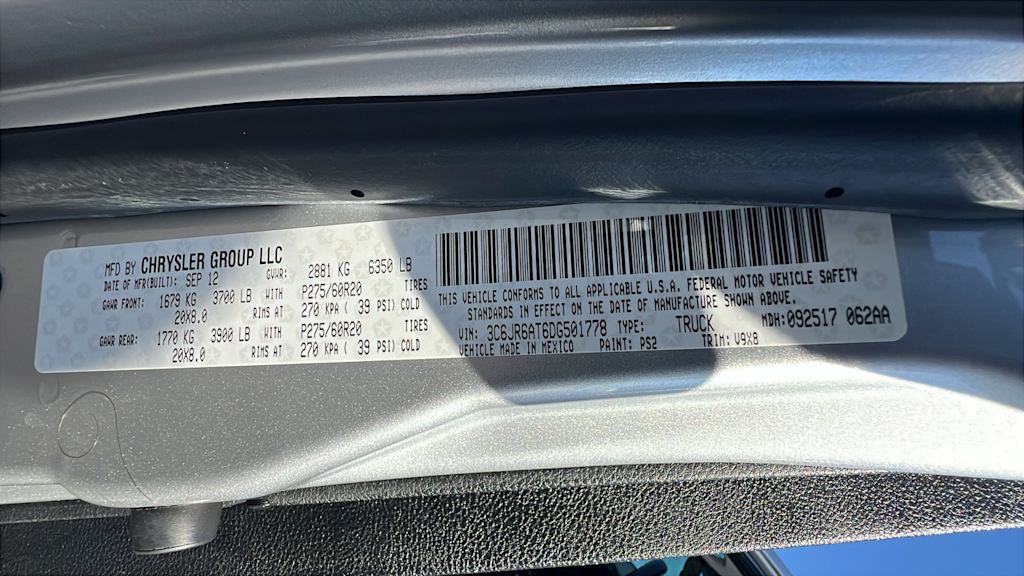 MFD BY CHRYSLER GROUP LLC
DATE OF MFR(BUILT): SEP 12 GVWR: 2881 KG 6350 LB
GAWR FRONT: 1679 KG 3700 LB WITH P275/60R20 TIRES
20X8.0 RIMS AT 270 KPA ( 39 PSI) COLD
GAWR REAR: 1770 KG 3900 LB WITH P275/60R20 TIRES
20X8.0 RIMS AT 270 KPA ( 39 PSI) COLD
THIS VEHICLE CONFORMS TO ALL APPLICABLE U.S.A. FEDERAL MOTOR VEHICLE SAFETY
STANDARDS IN EFFECT ON THE DATE OF MANUFACTURE SHOWN ABOVE.
VIN: 3C6JR6AT6DG501778 TYPE: TRUCK MDH:092517 062AA
VEHICLE MADE IN MEXICO PAINT: PS2 TRIM: V9X8